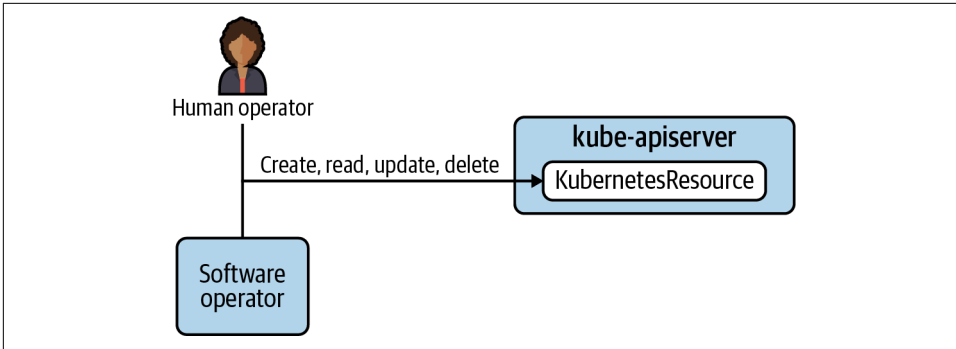 Human operator
kube-apiserver
Create, read, update, delete
KubernetesResource
Software
operator